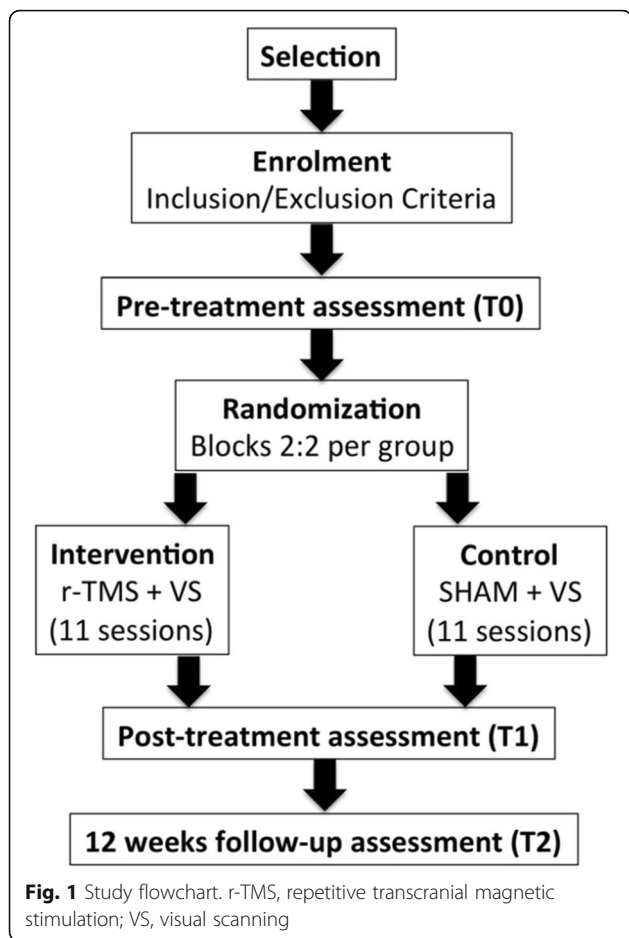 Selection
Enrolment
Inclusion/Exclusion Criteria
Pre-treatment assessment (T0)
Randomization
Blocks 2:2 per group
Intervention
r-TMS + VS
(11 sessions)
Control
SHAM + VS
(11 sessions)
Post-treatment assessment (T1)
12 weeks follow-up assessment (T2)
Fig. 1 Study flowchart. r-TMS, repetitive transcranial magnetic
stimulation; VS, visual scanning